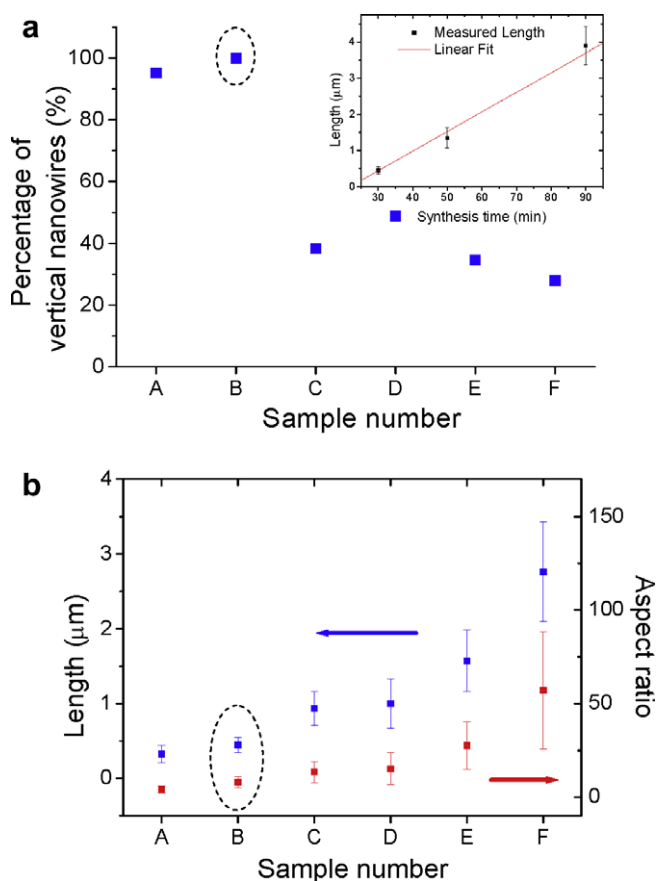 a
Percentage of
vertical nanowires (%)
100
80
60
40
20
0
A B C D E F
Sample number
Measured Length
Linear Fit
Length (μm)
4
3
2
1
0
30 40 50 60 70 80 90
Synthesis time (min)
b
Length (μm)
4
3
2
1
0
Aspect ratio
150
100
50
0
A B C D E F
Sample number